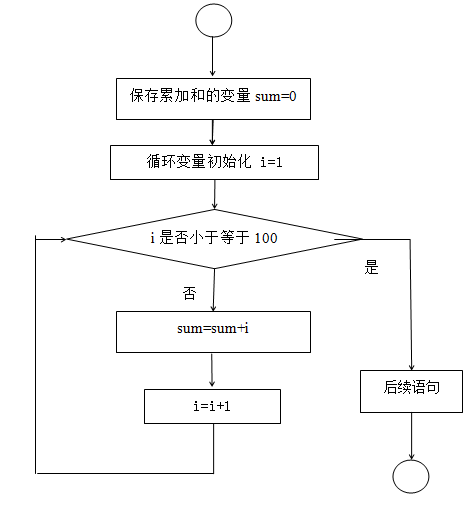 保存累加和的变量 sum=0
循环变量初始化 i=1
i 是否小于等于 100
是
否
sum=sum+i
i=i+1
后续语句